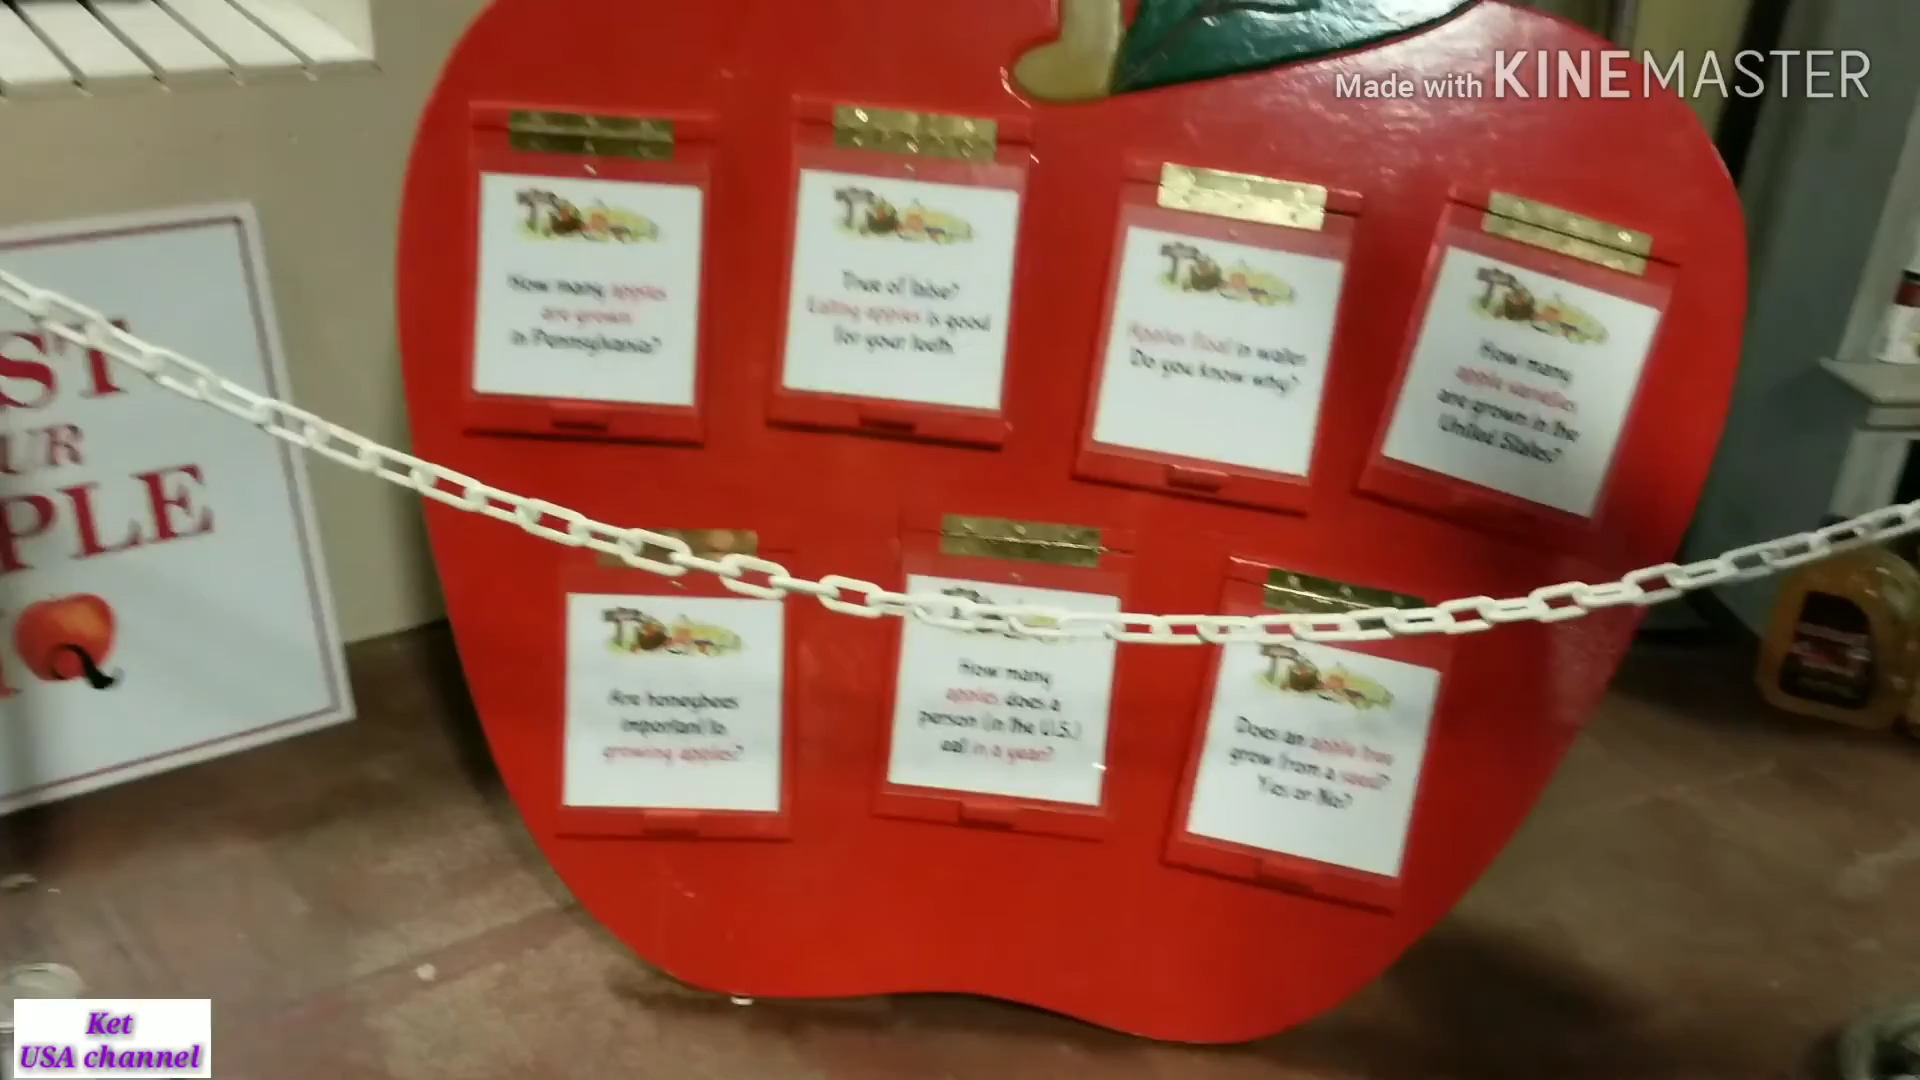 Made with KINEMASTER
How many apples
are grown
in Pennsylvania?
True of false?
Eating apples is good
for your teeth.
Apples float in water.
Do you know why?
How many
apple varieties
are grown in the
United States?
ST
UR
PLE
Are honeybees
important to
growing apples?
How many
apples does a
person (in the U.S.)
eat in a year?
Does an apple tree
grow from a seed?
Yes or No?
Ket
USA channel